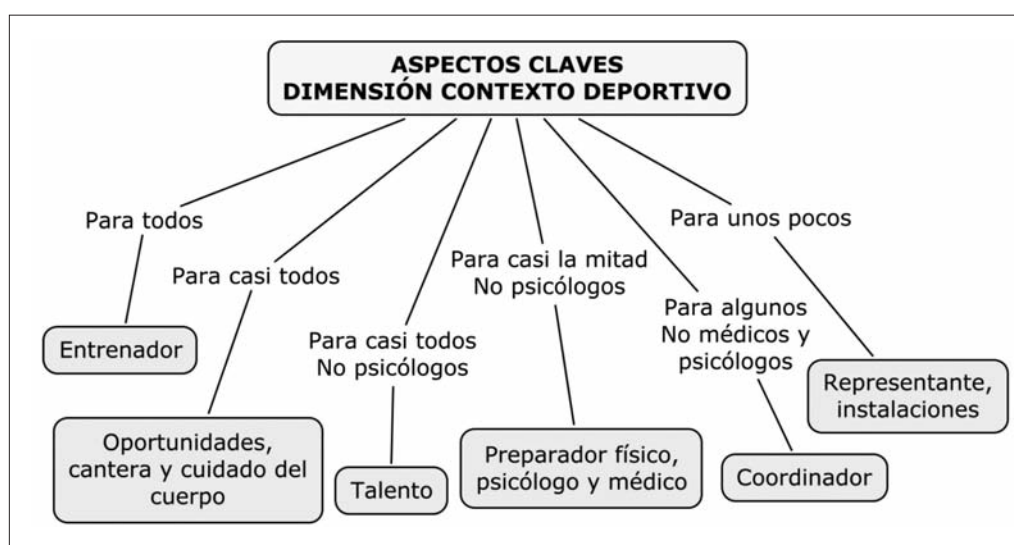 ASPECTOS CLAVES
DIMENSIÓN CONTEXTO DEPORTIVO
Para todos
Entrenador
Para casi todos
Oportunidades,
cantera y cuidado del
cuerpo
Para casi todos
No psicólogos
Talento
Para casi la mitad
No psicólogos
Preparador físico,
psicólogo y médico
Para algunos
No médicos y
psicólogos
Coordinador
Para unos pocos
Representante,
instalaciones